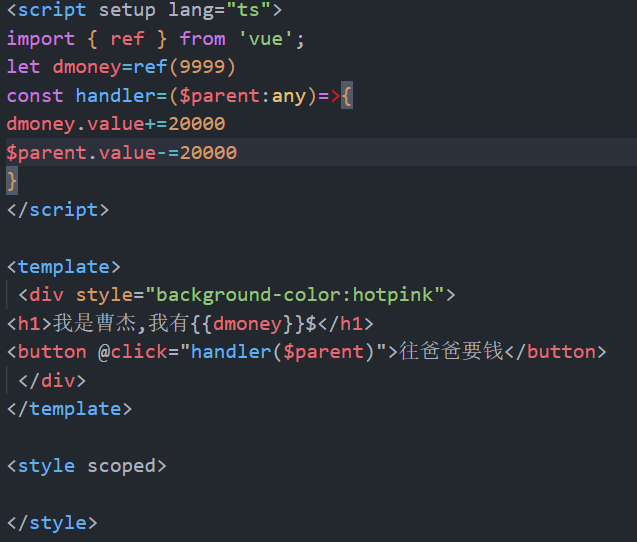 <script setup lang="ts">
import { ref } from 'vue';
let dmoney=ref(9999)
const handler=($parent:any)=>{
dmoney.value+=20000
$parent.value-=20000
}
</script>

<template>
 <div style="background-color:hotpink">
<h1>我是曹杰,我有{{dmoney}}$</h1>
<button @click="handler($parent)">往爸爸要钱</button>
 </div>
</template>

<style scoped>

</style>